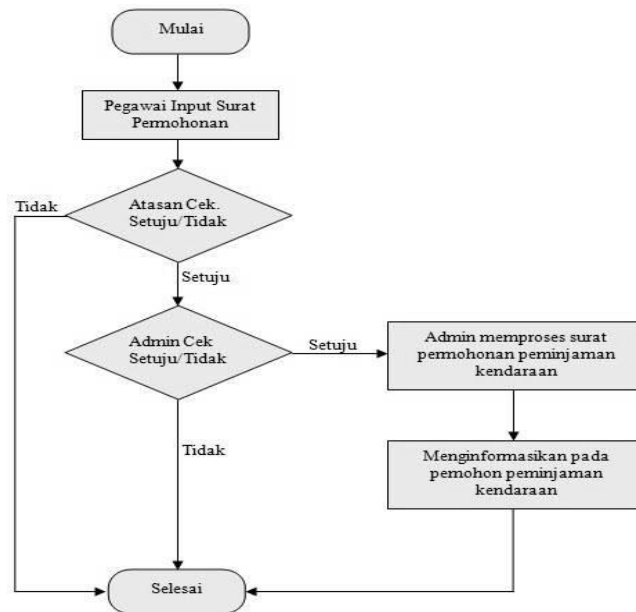 Mulai
Pegawai Input Surat
Permohonan
Tidak
Atasan Cek.
Setuju/Tidak
Setuju
Admin Cek
Setuju/Tidak
Setuju
Admin memproses surat
permohonan peminjaman
kendaraan
Tidak
Menginformasikan pada
pemohon peminjaman
kendaraan
Selesai